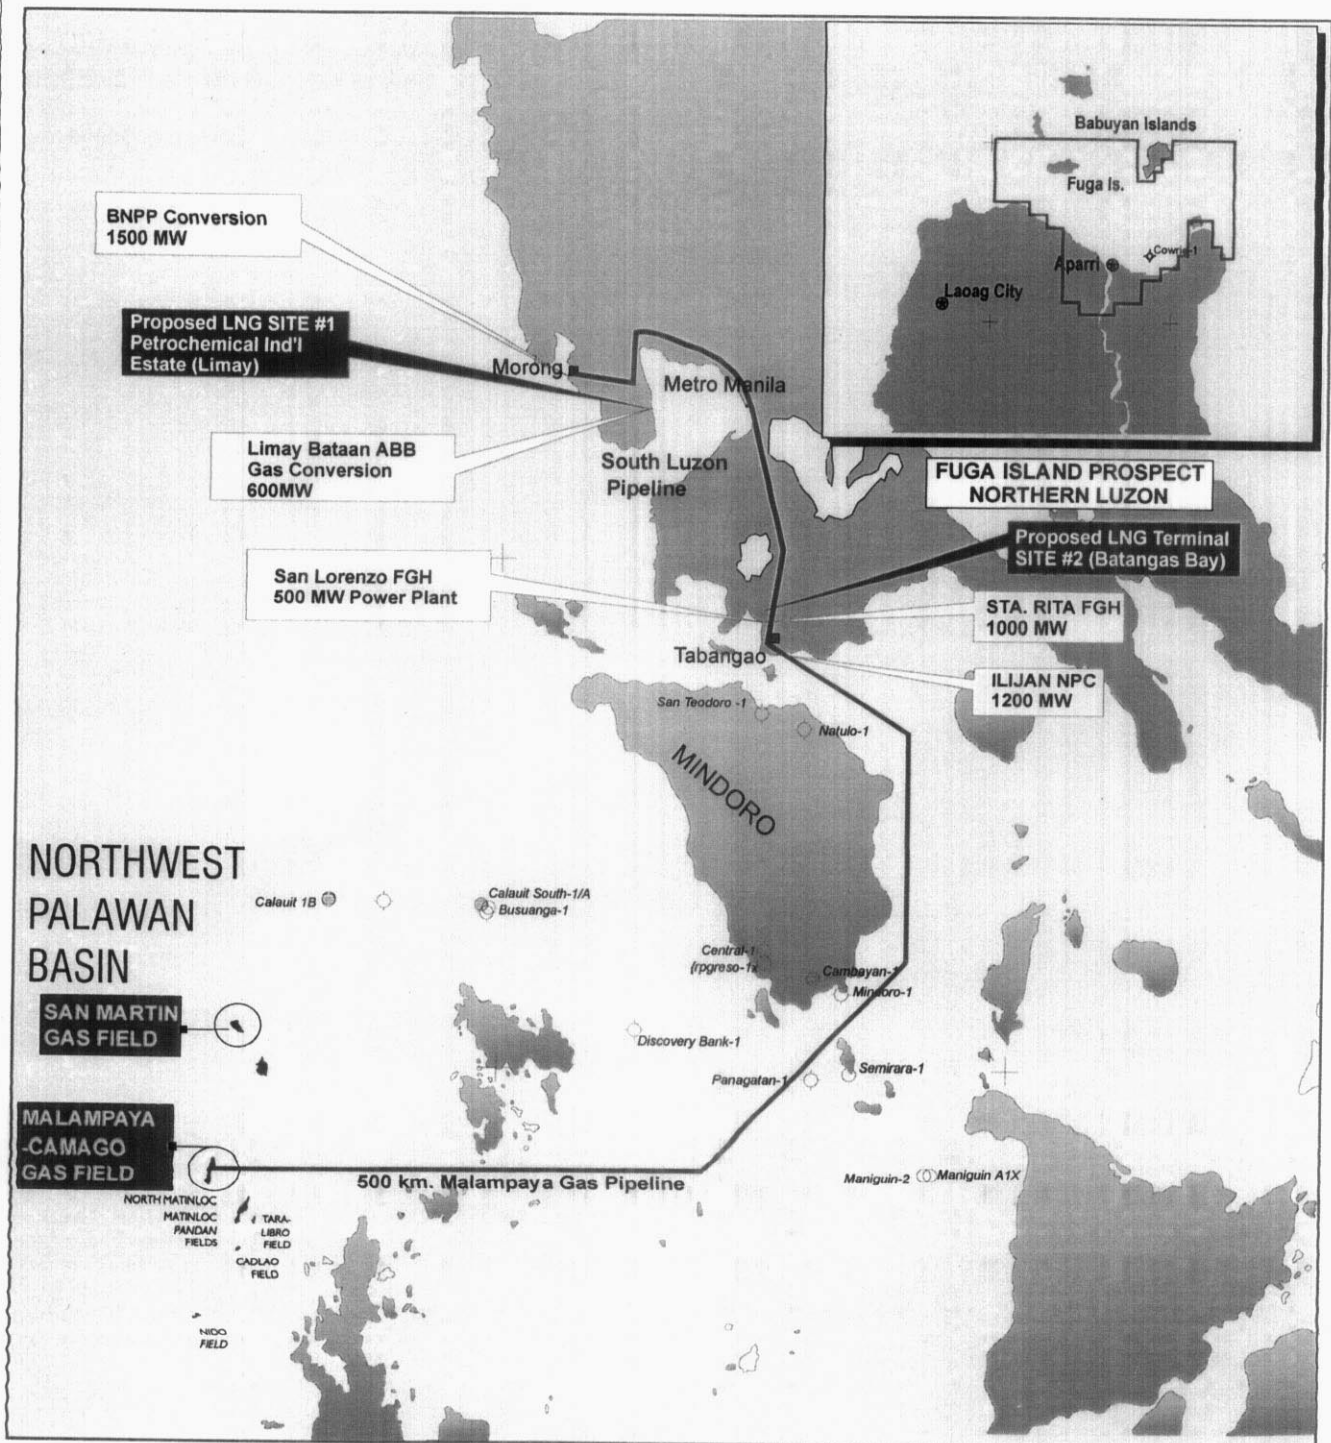 Babuyan Islands
Fuga Is.
Cowrie-1
Aparri
Laoag City
BNPP Conversion
1500 MW
Proposed LNG SITE #1
Petrochemical Ind'l
Estate (Limay)
Morong
Metro Manila
Limay Bataan ABB
Gas Conversion
600MW
South Luzon
Pipeline
FUGA ISLAND PROSPECT
NORTHERN LUZON
Proposed LNG Terminal
SITE #2 (Batangas Bay)
San Lorenzo FGH
500 MW Power Plant
STA. RITA FGH
1000 MW
Tabangao
ILIJAN NPC
1200 MW
San Teodoro -1
Natulo-1
MINDORO
NORTHWEST
PALAWAN
BASIN
Calauit 1B
Calauit South-1/A
Busuanga-1
Central-1
{rpgreso-1x
Cambayan-1
Mindoro-1
SAN MARTIN
GAS FIELD
Discovery Bank-1
Panagatan-1
Semirara-1
MALAMPAYA
-CAMAGO
GAS FIELD
500 km. Malampaya Gas Pipeline
Maniguin-2
Maniguin A1X
NORTH MATINLOC
MATINLOC
PANDAN
FIELDS
TARA-
LIBRO
FIELD
CADLAO
FIELD
NIDO
FIELD